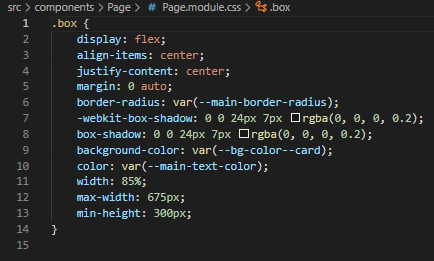 src > components > Page > # Page.module.css > .box
1 .box {
2 display: flex;
3 align-items: center;
4 justify-content: center;
5 margin: 0 auto;
6 border-radius: var(--main-border-radius);
7 -webkit-box-shadow: 0 0 24px 7px rgba(0, 0, 0, 0.2);
8 box-shadow: 0 0 24px 7px rgba(0, 0, 0, 0.2);
9 background-color: var(--bg-color--card);
10 color: var(--main-text-color);
11 width: 85%;
12 max-width: 675px;
13 min-height: 300px;
14 }
15